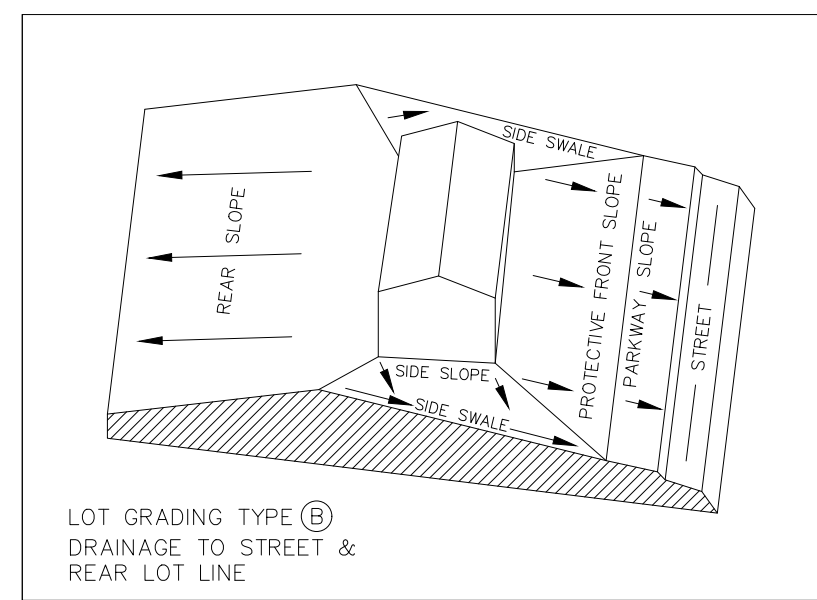 SIDE SWALE
REAR SLOPE
PROTECTIVE FRONT SLOPE
PARKWAY SLOPE
STREET
SIDE SLOPE
SIDE SWALE
LOT GRADING TYPE B
DRAINAGE TO STREET &
REAR LOT LINE